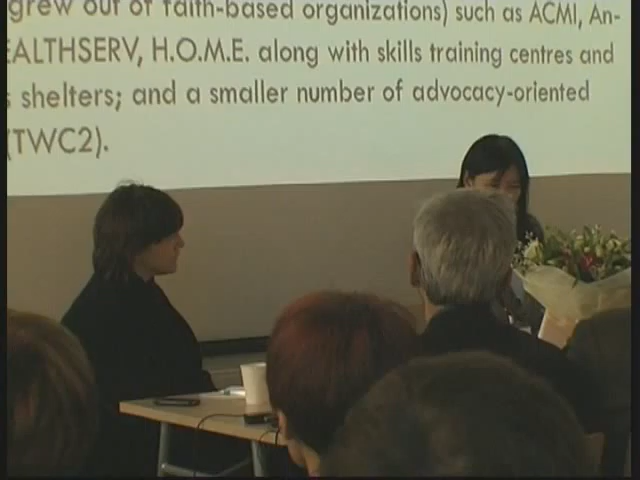 grew out of faith-based organizations) such as ACMI, An-
EALTHSERV, H.O.M.E. along with skills training centres and
shelters; and a smaller number of advocacy-oriented
(TWC2).